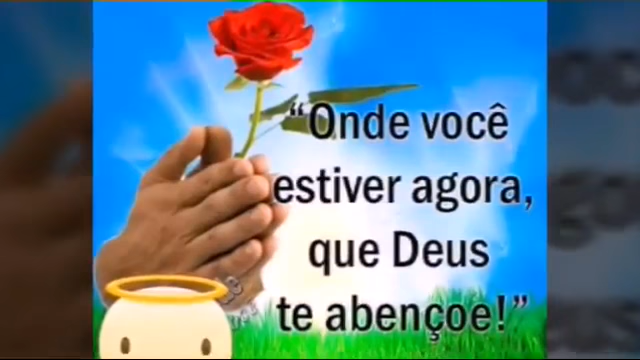 “Onde você
estiver agora,
que Deus
te abençoe!”